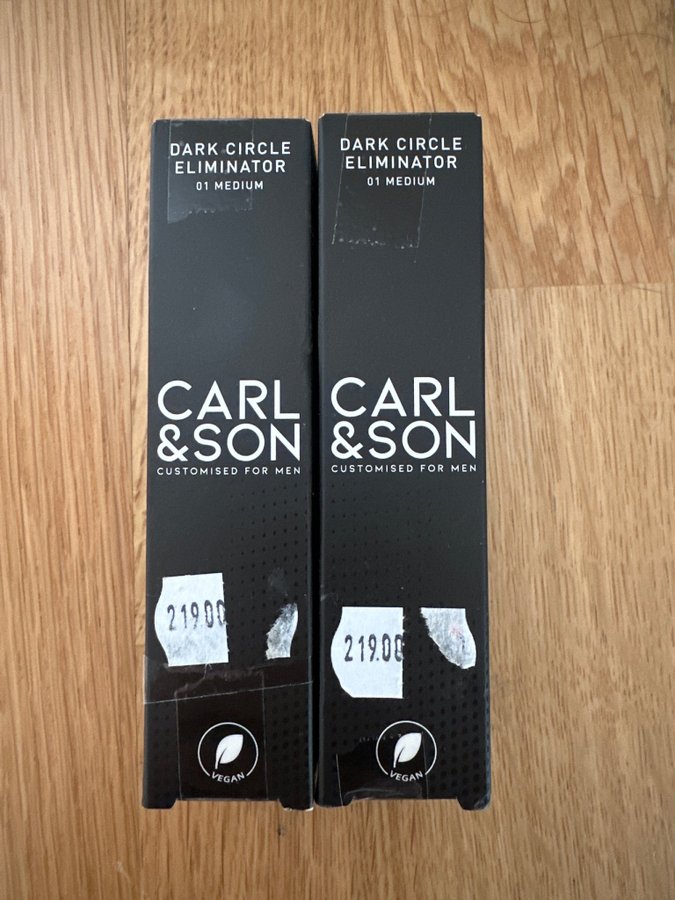 DARK CIRCLE
ELIMINATOR
01 MEDIUM
CARL
&SON
CUSTOMISED FOR MEN
219.00
VEGAN
DARK CIRCLE
ELIMINATOR
01 MEDIUM
CARL
&SON
CUSTOMISED FOR MEN
219.00
VEGAN